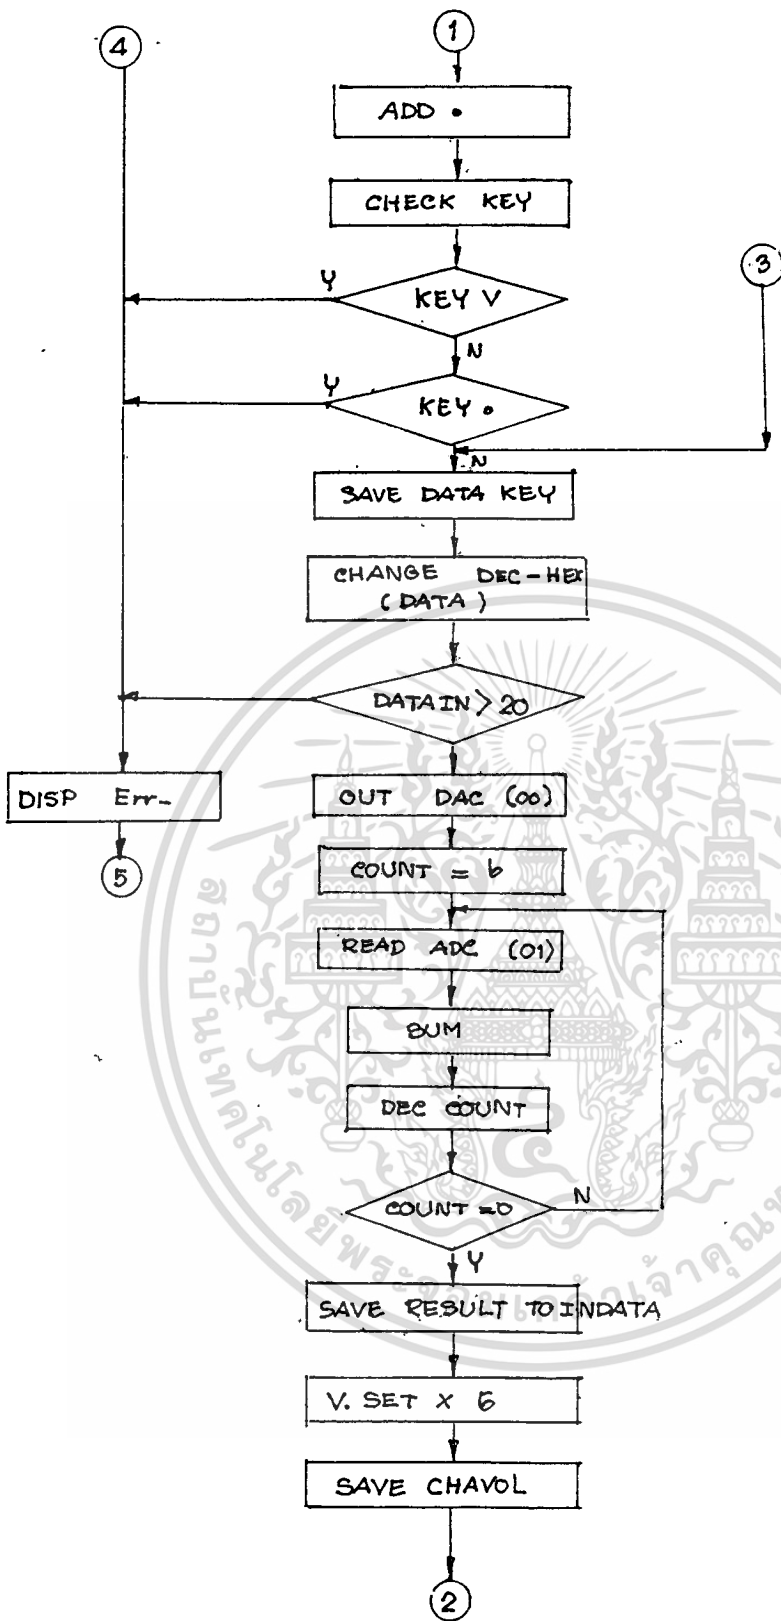 1
4
ADD •
CHECK KEY
3
Y
KEY V
N
Y
KEY •
N
SAVE DATA KEY
CHANGE DEC-HEX
(DATA)
DATA IN > 20
DISP Err-
OUT DAC (00)
5
COUNT = 6
READ ADC (01)
SUM
DEC COUNT
COUNT =0
N
Y
SAVE RESULT TO INDATA
V. SET X 6
SAVE CHAVOL
2